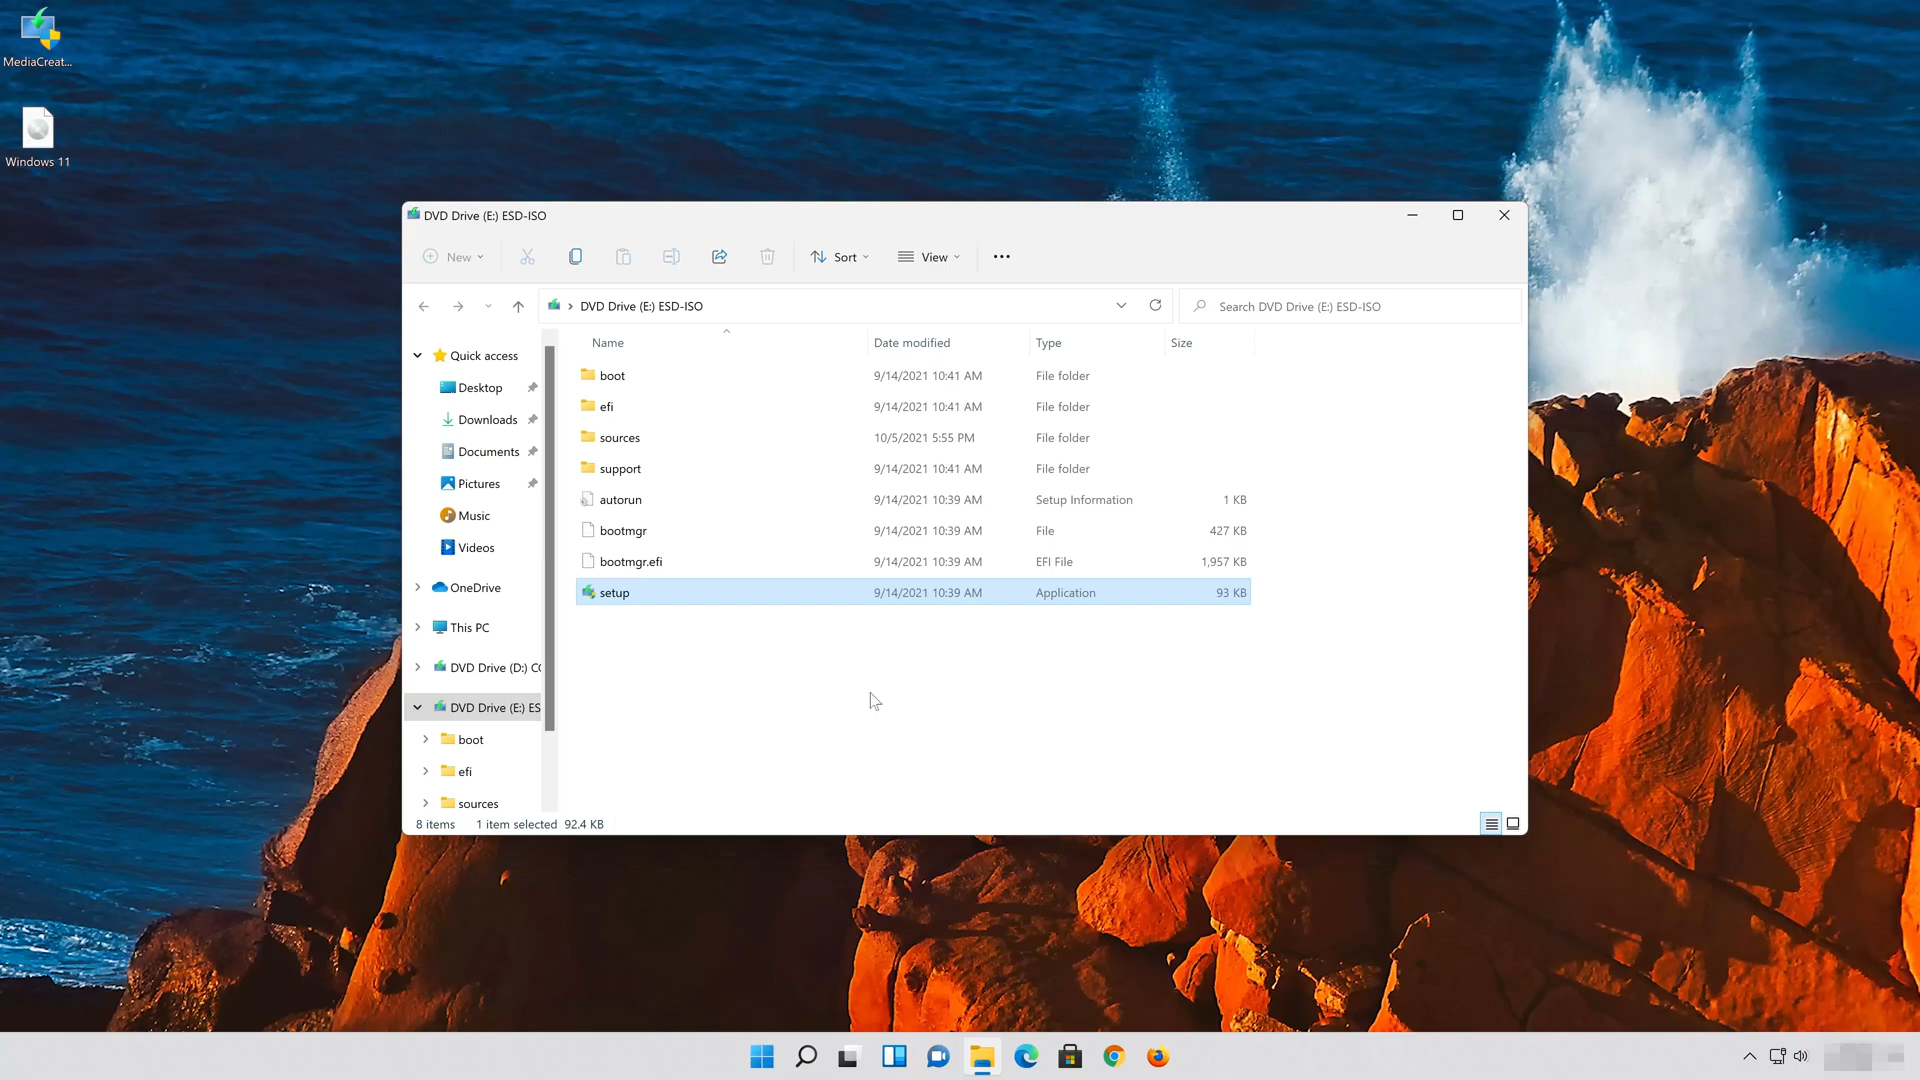 MediaCreat...
Windows 11
DVD Drive (E:) ESD-ISO
New
Sort
View
DVD Drive (E:) ESD-ISO
Search DVD Drive (E:) ESD-ISO
Name Date modified Type Size
Quick access
Desktop
Downloads
Documents
Pictures
Music
Videos
OneDrive
This PC
DVD Drive (D:) CC
DVD Drive (E:) ES
boot
efi
sources
boot 9/14/2021 10:41 AM File folder
efi 9/14/2021 10:41 AM File folder
sources 10/5/2021 5:55 PM File folder
support 9/14/2021 10:41 AM File folder
autorun 9/14/2021 10:39 AM Setup Information 1 KB
bootmgr 9/14/2021 10:39 AM File 427 KB
bootmgr.efi 9/14/2021 10:39 AM EFI File 1,957 KB
setup 9/14/2021 10:39 AM Application 93 KB
8 items 1 item selected 92.4 KB